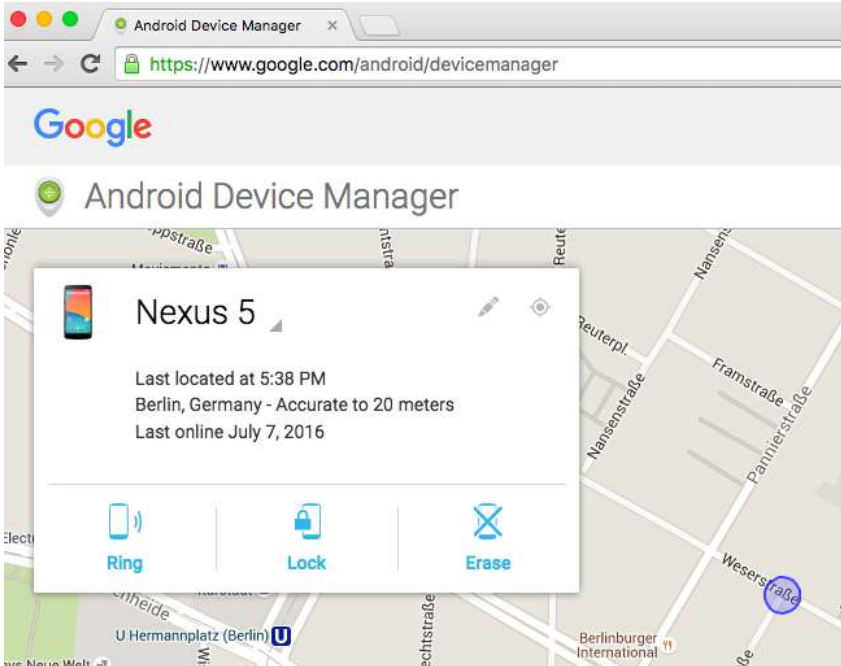 Android Device Manager
https://www.google.com/android/devicemanager
Google
Android Device Manager
Nexus 5
Last located at 5:38 PM
Berlin, Germany - Accurate to 20 meters
Last online July 7, 2016
Ring
Lock
Erase
Reuterpl.
Framstraße
Nansenstraße
Pannierstraße
Weserstraße
U Hermannplatz (Berlin)
Berlinburger
International